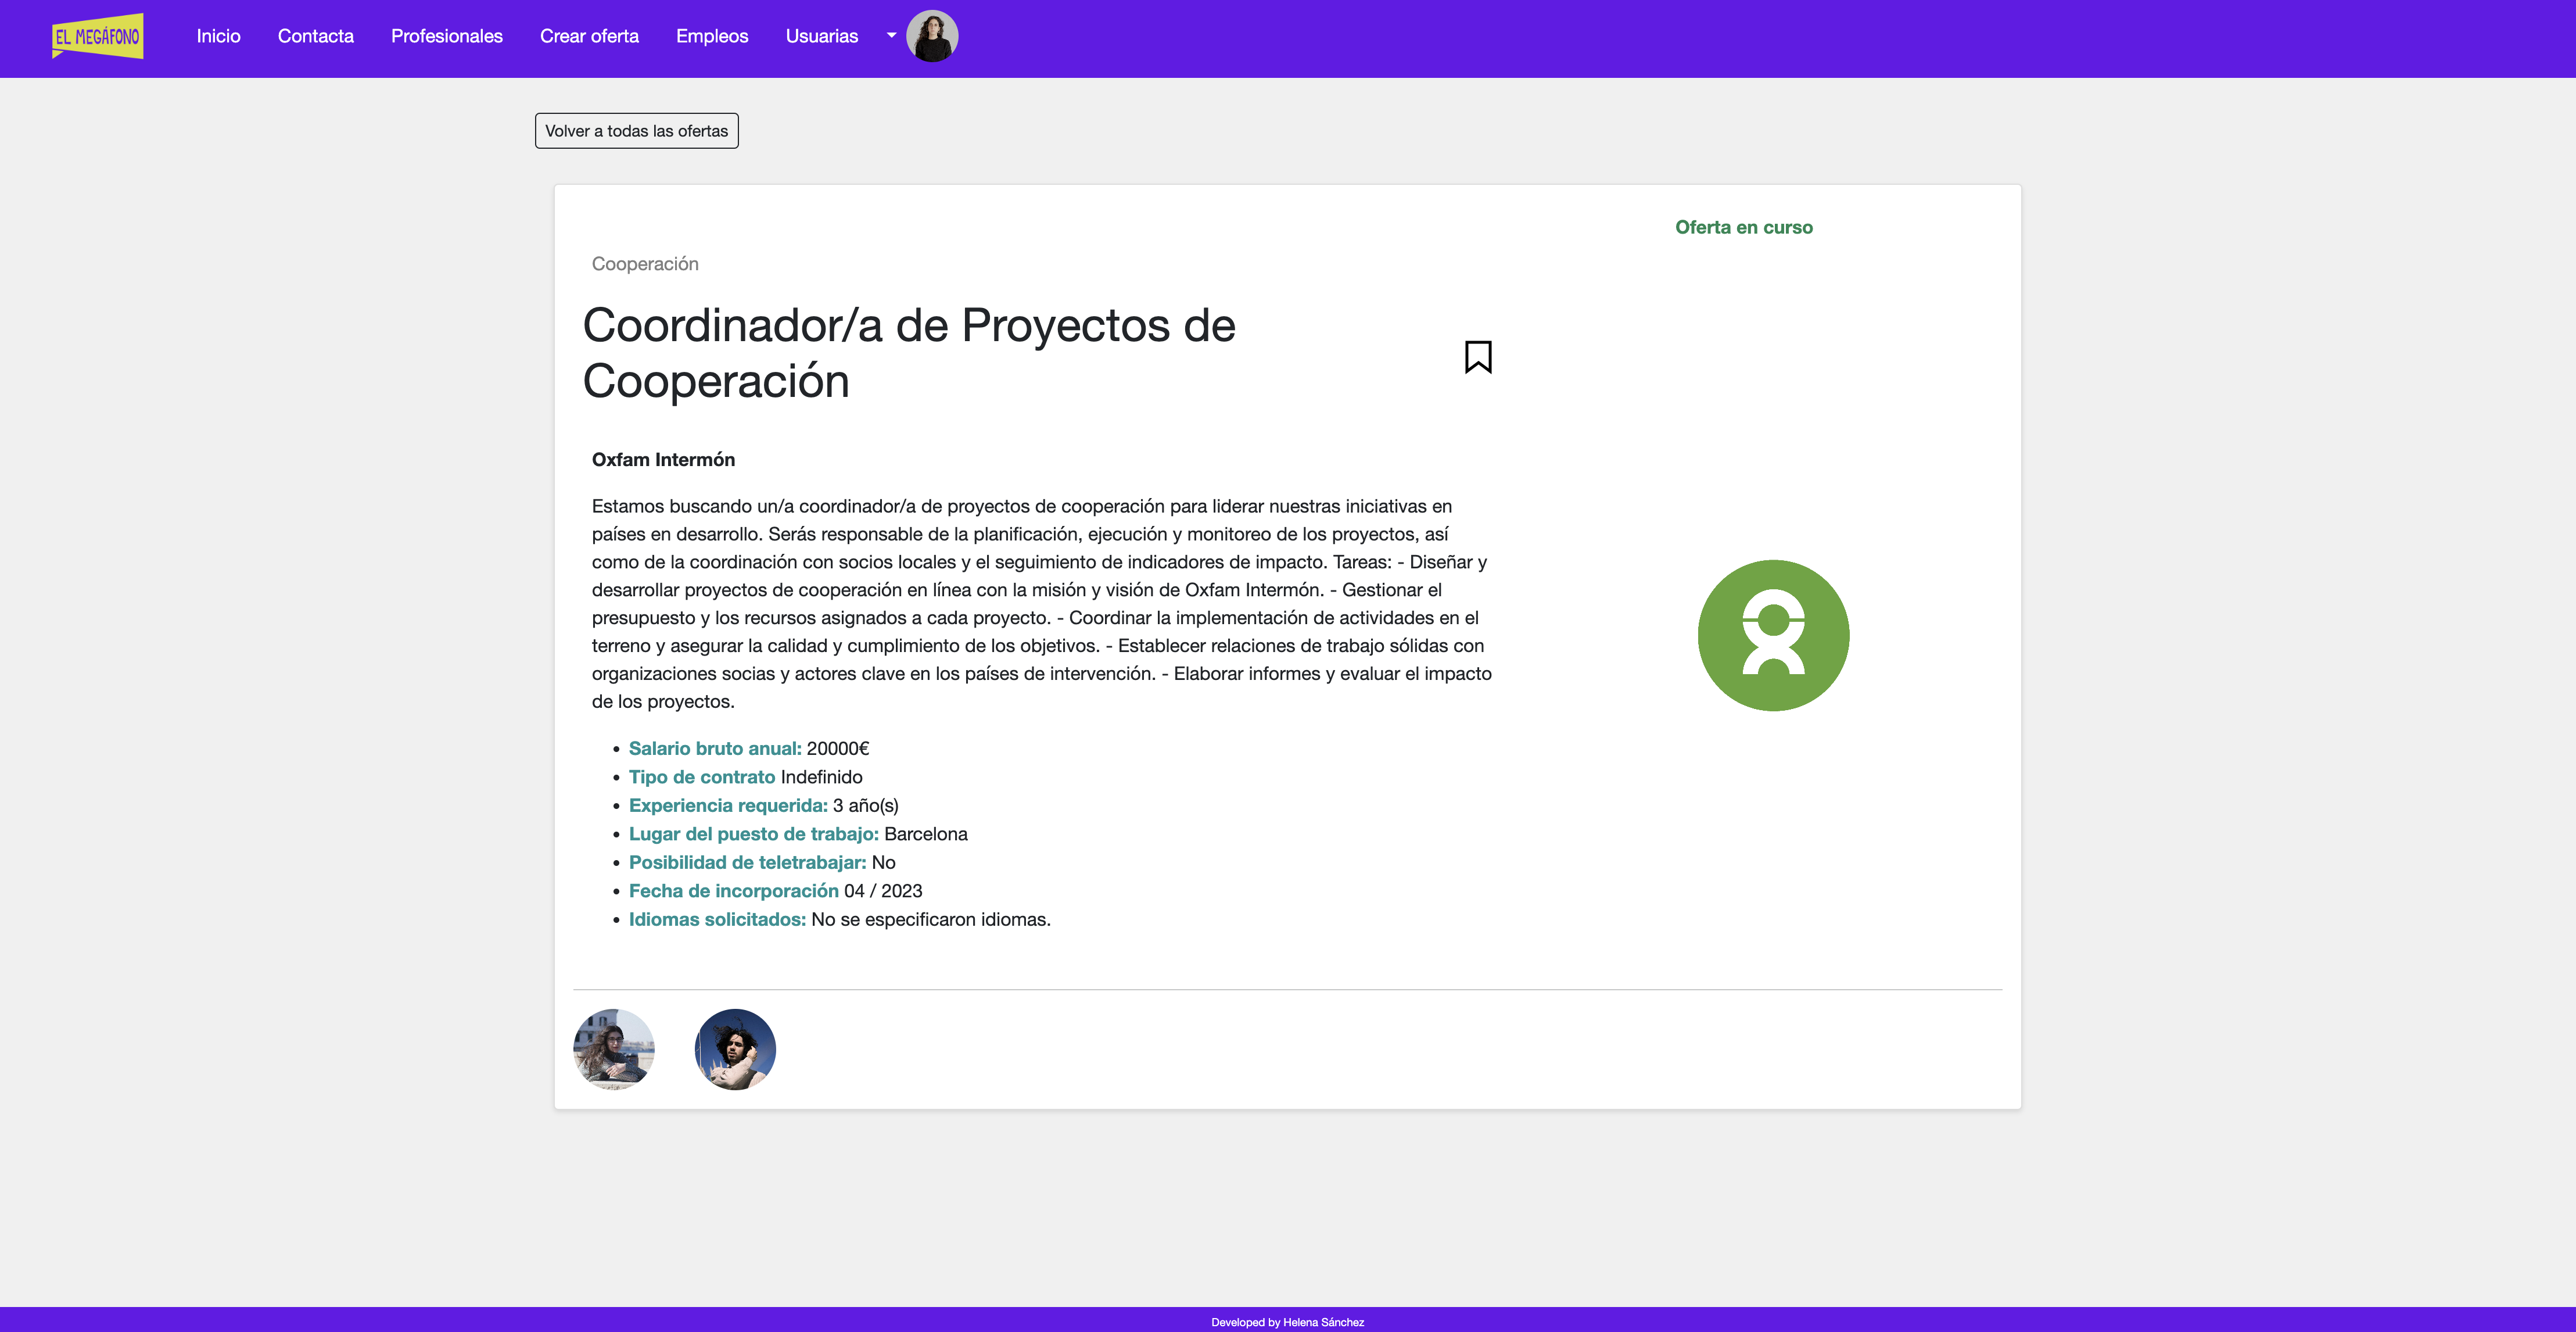 EL MEGÁFONO
Inicio
Contacta
Profesionales
Crear oferta
Empleos
Usuarias
Volver a todas las ofertas
Oferta en curso
Cooperación
Coordinador/a de Proyectos de
Cooperación
Oxfam Intermón
Estamos buscando un/a coordinador/a de proyectos de cooperación para liderar nuestras iniciativas en
países en desarrollo. Serás responsable de la planificación, ejecución y monitoreo de los proyectos, así
como de la coordinación con socios locales y el seguimiento de indicadores de impacto. Tareas: - Diseñar y
desarrollar proyectos de cooperación en línea con la misión y visión de Oxfam Intermón. - Gestionar el
presupuesto y los recursos asignados a cada proyecto. - Coordinar la implementación de actividades en el
terreno y asegurar la calidad y cumplimiento de los objetivos. - Establecer relaciones de trabajo sólidas con
organizaciones socias y actores clave en los países de intervención. - Elaborar informes y evaluar el impacto
de los proyectos.
• Salario bruto anual: 20000€
• Tipo de contrato Indefinido
• Experiencia requerida: 3 año(s)
• Lugar del puesto de trabajo: Barcelona
• Posibilidad de teletrabajar: No
• Fecha de incorporación 04 / 2023
• Idiomas solicitados: No se especificaron idiomas.
Developed by Helena Sánchez